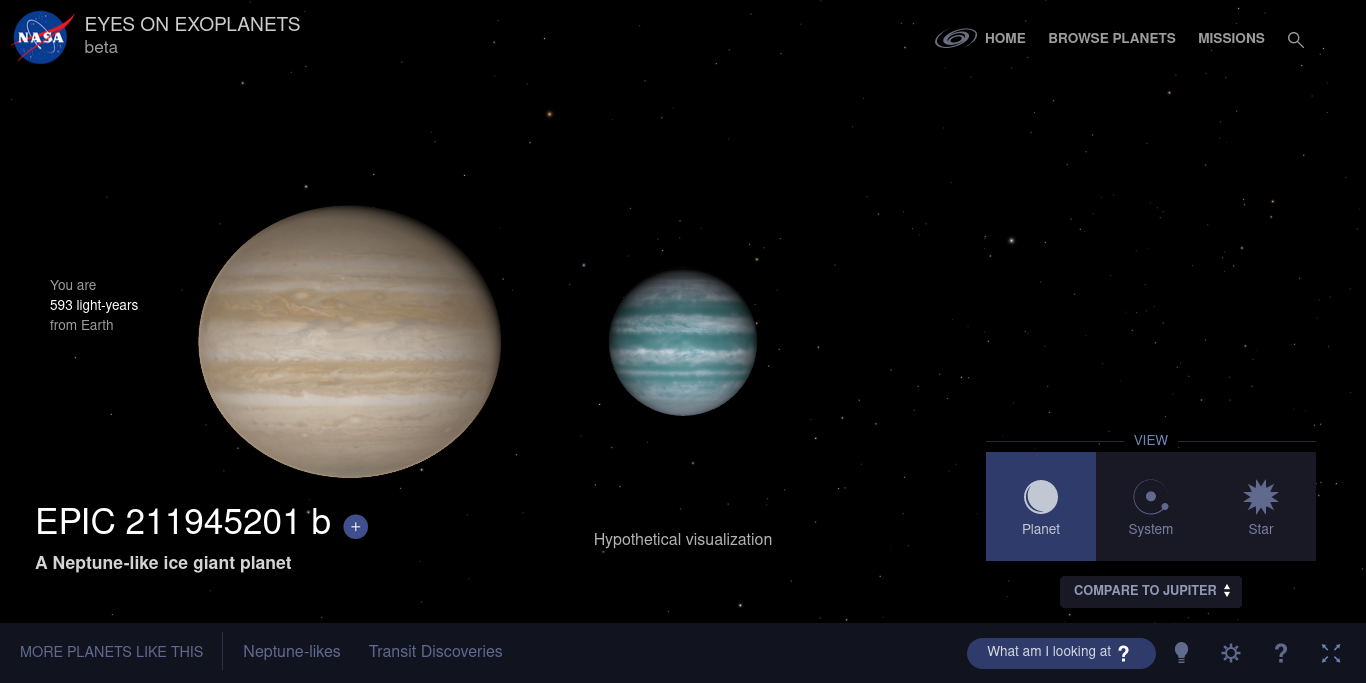 NASA
EYES ON EXOPLANETS
beta
HOME
BROWSE PLANETS
MISSIONS
You are
593 light-years
from Earth
VIEW
Planet
System
Star
EPIC 211945201 b +
A Neptune-like ice giant planet
Hypothetical visualization
COMPARE TO JUPITER
MORE PLANETS LIKE THIS
Neptune-likes
Transit Discoveries
What am I looking at ?
?